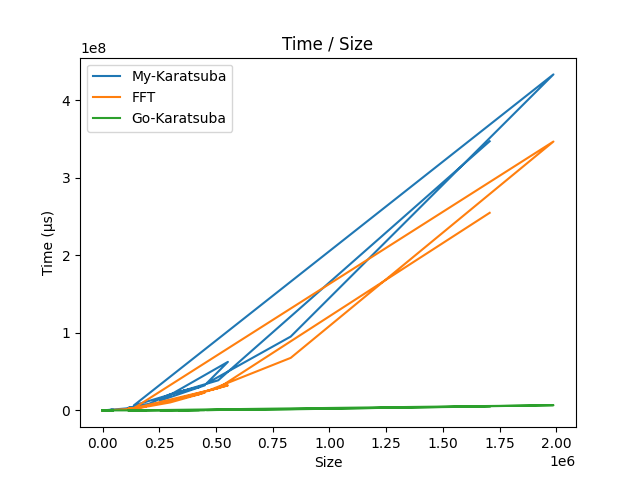 Time / Size
1e8
My-Karatsuba
FFT
Go-Karatsuba
4
3
2
1
0
Time (μs)
0.00 0.25 0.50 0.75 1.00 1.25 1.50 1.75 2.00
Size
1e6